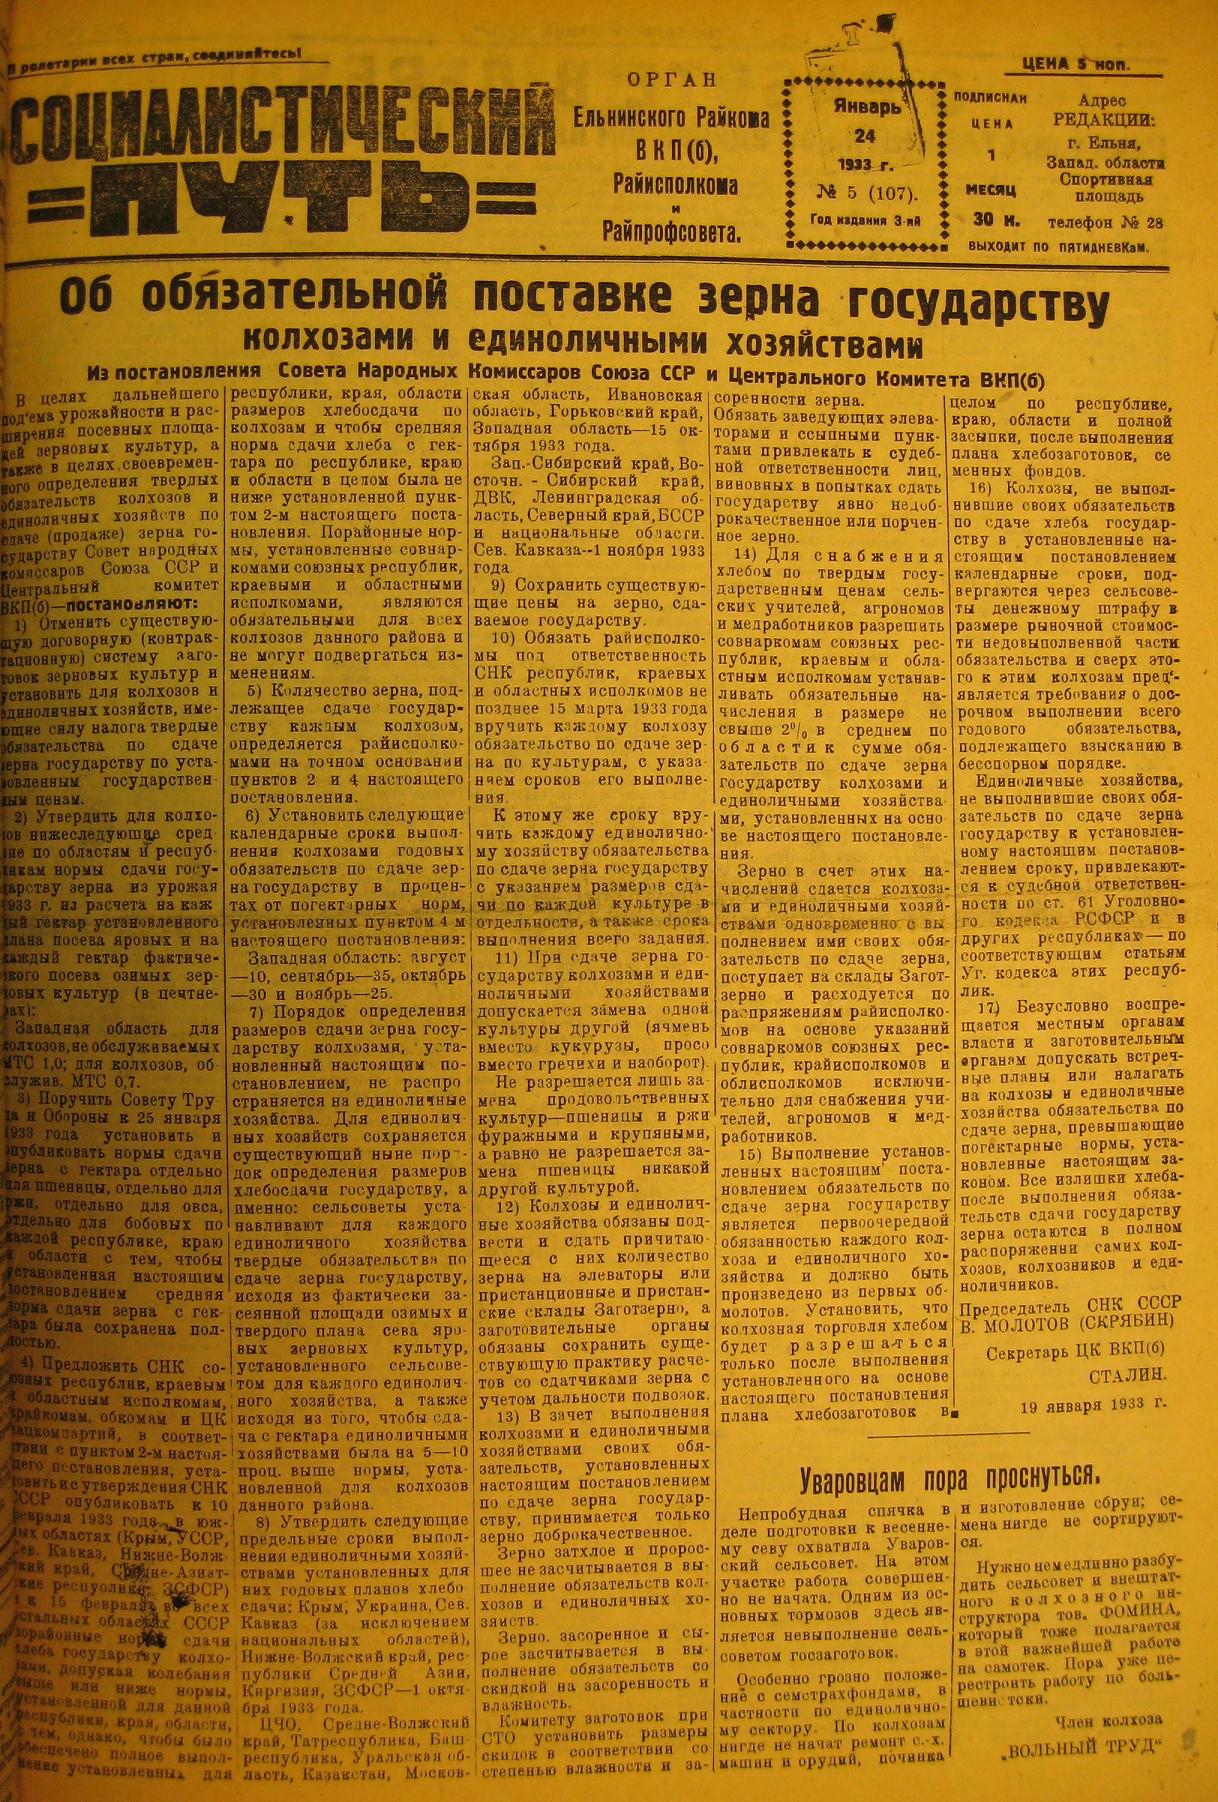 Пролетарии всех стран, соединяйтесь!
СОЦИАЛИСТИЧЕСКИЙ
ПУТЬ
ОРГАН
Ельнинского Райкома
ВКП(б),
Райисполкома
и
Райпрофсовета.
Январь
24
1933 г.
№ 5 (107).
Год издания 3-ий
ЦЕНА 5 коп.
ПОДПИСНАЯ
ЦЕНА
1
МЕСЯЦ
30 к.
Адрес
РЕДАКЦИИ:
г. Ельня,
Запад. области
Спортивная
площадь
телефон № 28
ВЫХОДИТ ПО ПЯТИДНЕВКам.
Об обязательной поставке зерна государству
колхозами и единоличными хозяйствами
Из постановления Совета Народных Комиссаров Союза ССР и Центрального Комитета ВКП(б)
В целях дальнейшего
под'ема урожайности и рас-
ширения посевных площа-
дей зерновых культур, а
также в целях своевремен-
ного определения твердых
обязательств колхозов и
единоличных хозяйств по
сдаче (продаже) зерна го-
сударству Совет народных
комиссаров Союза ССР и
Центральный комитет
ВКП(б)—постановляют:
1) Отменить существую-
щую договорную (контрак-
тационную) систему заго-
товок зерновых культур и
установить для колхозов и
единоличных хозяйств, име-
ющие силу налога твердые
обязательства по сдаче
зерна государству по уста-
новленным государствен-
ным ценам.
2) Утвердить для колхо-
зов нижеследующие сред-
ние по областям и респуб-
ликам нормы сдачи госу-
дарству зерна из урожая
1933 г. из расчета на каж
дый гектар установленного
плана посева яровых и на
каждый гектар фактиче-
ского посева озимых зер-
новых культур (в центне-
рах):
Западная область для
колхозов, не обслуживаемых
МТС 1,0; для колхозов, об-
служив. МТС 0,7.
3) Поручить Совету Тру-
да и Обороны к 25 января
1933 года установить и
опубликовать нормы сдачи
зерна с гектара отдельно
для пшеницы, отдельно для
ржи, отдельно для овса,
отдельно для бобовых по
каждой республике, краю
и области с тем, чтобы
установленная настоящим
постановлением средняя
норма сдачи зерна с гек-
тара была сохранена пол-
ностью.
4) Предложить СНК со-
юзных республик, краевым
и областным исполкомам,
крайкомам, обкомам и ЦК
нацкомпартий, в соответ-
ствии с пунктом 2-м настоя-
щего постановления, уста-
новить и с утверждения СНК
СССР опубликовать к 10
февраля 1933 года в юж-
ных областях (Крым, УССР,
Сев. Кавказ, Нижне-Волж-
ский край, Средне-Азиат-
ские республики, ЗСФСР)
и к 15 февраля во всех
остальных областях СССР
порайонные нормы сдачи
хлеба государству колхо-
зами, допуская колебания
выше или ниже нормы,
установленной для данной
республики, края, области,
с тем, однако, чтобы было
обеспечено полное выпол-
нение установленных для
республики, края, области
размеров хлебосдачи по
колхозам и чтобы средняя
норма сдачи хлеба с гек-
тара по республике, краю
и области в целом была не
ниже установленной пунк-
том 2-м настоящего поста-
новления. Порайонные нор-
мы, установленные совнар-
комами союзных республик,
краевыми и областными
исполкомами, являются
обязательными для всех
колхозов данного района и
не могут подвергаться из-
менениям.
5) Количество зерна, под-
лежащее сдаче государ-
ству каждым колхозом,
определяется райисполко-
мами на точном основании
пунктов 2 и 4 настоящего
постановления.
6) Установить следующие
календарные сроки выпол-
нения колхозами годовых
обязательств по сдаче зер-
на государству в процен-
тах от погектарных норм,
установленных пунктом 4 м
настоящего постановления:
Западная область: август
—10, сентябрь—35, октябрь
—30 и ноябрь—25.
7) Порядок определения
размеров сдачи зерна госу-
дарству колхозами, уста-
новленный настоящим по-
становлением, не распро
страняется на единоличные
хозяйства. Для единолич-
ных хозяйств сохраняется
существующий ныне поря-
док определения размеров
хлебосдачи государству, а
именно: сельсоветы уста-
навливают для каждого
единоличного хозяйства
твердые обязательства по
сдаче зерна государству,
исходя из фактически за-
сеянной площади озимых и
твердого плана сева яро-
вых зерновых культур,
установленного сельсове-
том для каждого единолич-
ного хозяйства, а также
исходя из того, чтобы сда-
ча с гектара единоличными
хозяйствами была на 5—10
проц. выше нормы, уста-
новленной для колхозов
данного района.
8) Утвердить следующие
предельные сроки выпол-
нения единоличными хозяй-
ствами установленных для
них годовых планов хлебо
сдачи: Крым, Украина, Сев.
Кавказ (за исключением
национальных областей),
Нижне-Волжский край, рес-
публики Средней Азии,
Киргизия, ЗСФСР—1 октя-
бря 1933 года.
ЦЧО, Средне-Волжский
край, Татреспублика, Баш-
республика, Уральская об-
ласть, Казакстан, Москов-
ская область, Ивановская
область, Горьковский край,
Западная область—15 ок-
тября 1933 года.
Зап.-Сибирский край, Во-
сточн. - Сибирский край,
ДВК, Ленинградская об-
ласть, Северный край, БССР
и национальные области.
Сев. Кавказа--1 ноября 1933
года.
9) Сохранить существую-
щие цены на зерно, сда-
ваемое государству.
10) Обязать райисполко-
мы под ответственность
СНК республик, краевых
и областных исполкомов не
позднее 15 марта 1933 года
вручить каждому колхозу
обязательство по сдаче зер-
на по культурам, с указа-
нием сроков его выполне-
ния.
К этому же сроку вру-
чить каждому единолично-
му хозяйству обязательства
по сдаче зерна государству
с указанием размеров сда-
чи по каждой культуре в
отдельности, а также срока
выполнения всего задания.
11) При сдаче зерна го-
сударству колхозами и еди-
ноличными хозяйствами
допускается замена одной
культуры другой (ячмень
вместо кукурузы, просо
вместо гречихи и наоборот).
Не разрешается лишь за-
мена продовольственных
культур—пшеницы и ржи
фуражными и крупяными,
а равно не разрешается за-
мена пшеницы никакой
другой культурой.
12) Колхозы и единолич-
ные хозяйства обязаны под-
вести и сдать причитаю-
щееся с них количество
зерна на элеваторы или
пристанционные и пристан-
ские склады Заготзерно, а
заготовительные органы
обязаны сохранить суще-
ствующую практику расче-
тов со сдатчиками зерна с
учетом дальности подвозок.
13) В зачет выполнения
колхозами и единоличными
хозяйствами своих обя-
зательств, установленных
настоящим постановлением
по сдаче зерна государ-
ству, принимается только
зерно доброкачественное.
Зерно затхлое и пророс-
шее не засчитывается в вы-
полнение обязательств кол-
хозов и единоличных хо-
зяиств.
Зерно. засоренное и сы-
рое засчитывается в вы-
полнение обязательств со
скидкой на засоренность и
влажность.
Комитету заготовок при
СТО установить размеры
скидок в соответствии со
степенью влажности и за-
соренности зерна.
Обязать заведующих элева-
торами и ссыпными пунк-
тами привлекать к судеб-
ной ответственности лиц,
виновных в попытках сдать
государству явно недоб-
рокачественное или порчен-
ное зерно.
14) Для снабжения
хлебом по твердым госу-
дарственным ценам сель-
ских учителей, агрономов
и медработников разрешить
совнаркомам союзных рес-
публик, краевым и обла-
стным исполкомам устанав-
ливать обязательные на-
числения в размере не
свыше 2% в среднем по
области к сумме обя-
зательств по сдаче зерна
государству колхозами и
единоличными хозяйства
ми, установленных на осно
ве настоящего постановле-
ния.
Зерно в счет этих на-
числений сдается колхоза-
ми и единоличными хозяй-
ствами одновременно с вы
полнением ими своих обя-
зательств по сдаче зерна,
поступает на склады Загот-
зерно и расходуется по
распряжениям райисполко-
мов на основе указаний
совнаркомов союзных рес-
публик, крайисполкомов и
облисполкомов исключи-
тельно для снабжения учи-
телей, агрономов и мед-
работников.
15) Выполнение установ-
ленных настоящим поста-
новлением обязательств по
сдаче зерна государству
является первоочередной
обязанностью каждого кол-
хоза и единоличного хо-
зяйства и должно быть
произведено из первых об-
молотов. Установить, что
колхозная торговля хлебом
будет разрешаться
только после выполнения
установленного на основе
настоящего постановления
плана хлебозаготовок в
целом по республике,
краю, области и полной
засыпки, после выполнения
плана хлебозаготовок, се
менных фондов.
16) Колхозы, не выпол-
нившие своих обязательств
по сдаче хлеба государ-
ству в установленные на-
стоящим постановлением
календарные сроки, под-
вергаются через сельсове-
ты денежному штрафу в
размере рыночной стоимос-
ти недовыполненной части
обязательства и сверх это-
го к этим колхозам пред'-
является требования о дос-
рочном выполнении всего
годового обязательства,
подлежащего взысканию в
бесспорном порядке.
Единоличные хозяйства,
не выполнившие своих обя-
зательств по сдаче зерна
государству к установлен-
ному настоящим постанов-
лением сроку, привлекают-
ся к судебной ответствен-
ности по ст. 61 Уголовно-
го кодекса РСФСР и в
других республиках—по
соответствующим статьям
Уг. кодекса этих респуб-
лик.
17) Безусловно воспре-
щается местным органам
власти и заготовительным
органам допускать встреч-
ные планы или налагать
на колхозы и единоличные
хозяйства обязательства по
сдаче зерна, превышающие
погектарные нормы, уста-
новленные настоящим за-
коном. Все излишки хлеба-
после выполнения обяза-
тельств сдачи государству
зерна остаются в полном
распоряжении самих кол-
хозов, колхозников и еди-
ноличников.
Председатель СНК СССР
В. МОЛОТОВ (СКРЯБИН)
Секретарь ЦК ВКП(б)
СТАЛИН.
19 января 1933 г.
Уваровцам пора проснуться.
Непробудная спячка в
деле подготовки к весенне-
му севу охватила Уваров-
ский сельсовет. На этом
участке работа совершен-
но не начата. Одним из ос-
новных тормозов здесь яв-
ляется невыполнение сель-
советом госзаготовок.
Особенно грозно положе-
ние с семстрахфондами, в
частности по единолично-
му сектору. По колхозам
нигде не начат ремонт с.-х.
машин и орудий, починка
и изготовление сбруи; се-
мена нигде не сортируют-
ся.
Нужно немедлинно разбу-
дить сельсовет и внештат-
ного колхозного ин-
структора тов. ФОМИНА,
который тоже полагается
в этой важнейшей работе
на самотек. Пора уже пе-
рестроить работу по боль-
шевистски.
Член колхоза
„ВОЛЬНЫЙ ТРУД"